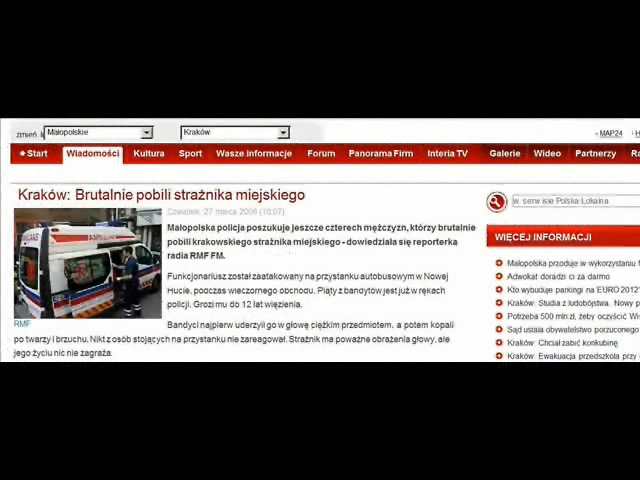 zmień
Małopolskie
Kraków
MAP24
Start Wiadomości Kultura Sport Wasze informacje Forum Panorama Firm Interia TV Galerie Wideo Partnerzy
Kraków: Brutalnie pobili strażnika miejskiego
w serwisie Polska Lokalna
Czwartek, 27 marca 2008 (10:07)
Małopolska policja poszukuje jeszcze czterech mężczyzn, którzy brutalnie
pobili krakowskiego strażnika miejskiego - dowiedziała się reporterka
radia RMF FM.
WIĘCEJ INFORMACJI
Funkcjonariusz został zaatakowany na przystanku autobusowym w Nowej
Hucie, podczas wieczornego obchodu. Piąty z bandytów jest już w rękach
policji. Grozi mu do 12 lat więzienia.
RMF
Bandyci najpierw uderzyli go w głowę ciężkim przedmiotem, a potem kopali
po twarzy i brzuchu. Nikt z osób stojących na przystanku nie zareagował. Strażnik ma poważne obrażenia głowy, ale
jego życiu nic nie zagraża.
Małopolska przoduje w wykorzystaniu
Adwokat doradzi ci za darmo
Kto wybuduje parkingi na EURO 2012
Kraków: Studia z ludobójstwa. Nowy
Potrzeba 500 mln zł, żeby oczyścić
Sąd ustala obywatelstwo porzuconego
Kraków: Chciał zabić konkubinę
Kraków: Ewakuacja przedszkola przy